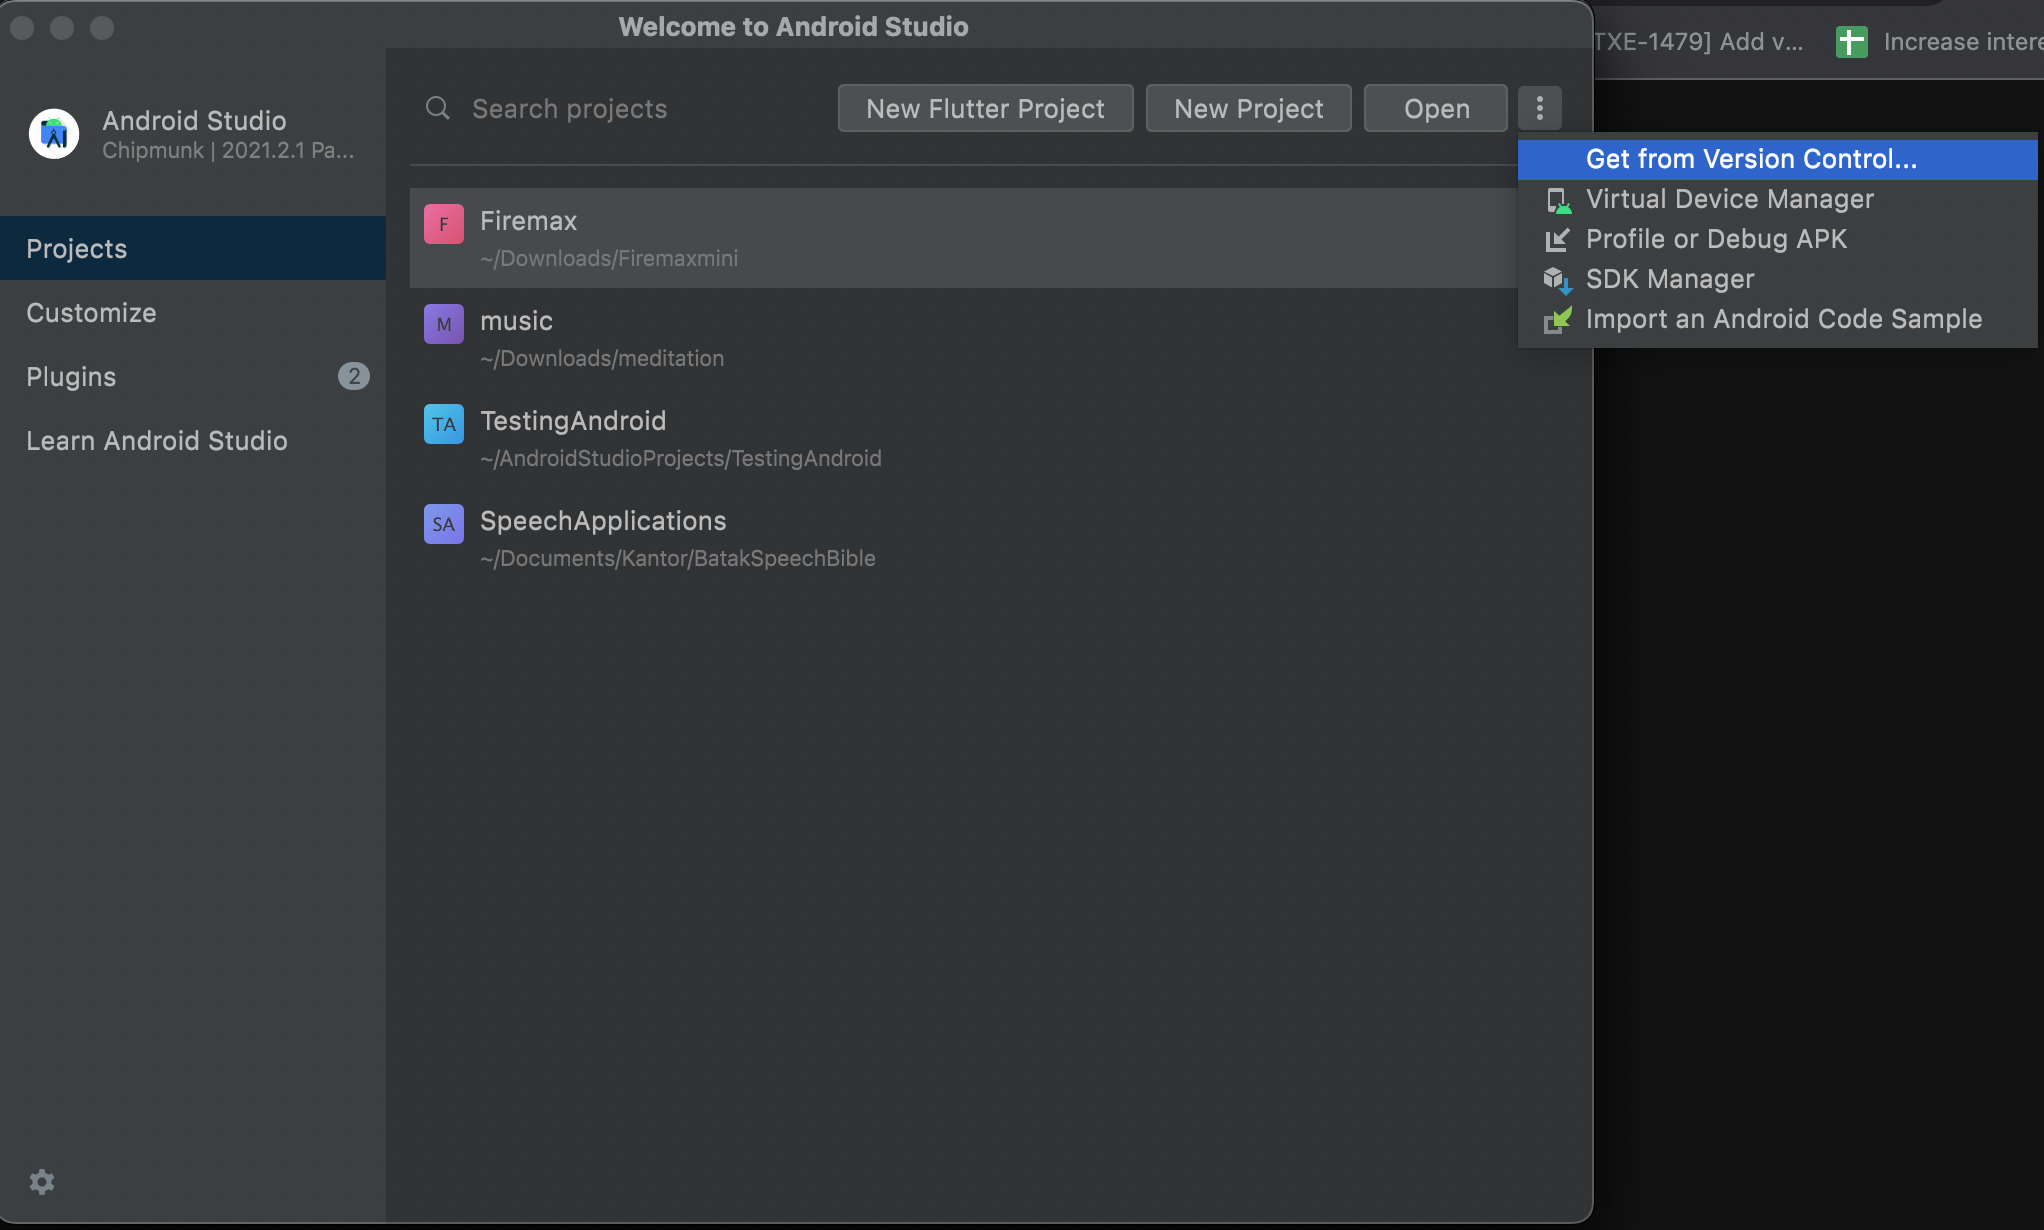 Welcome to Android Studio
TXE-1479] Add v...
Increase intere
Android Studio
Chipmunk | 2021.2.1 Pa...
Search projects
New Flutter Project
New Project
Open
Get from Version Control...
Virtual Device Manager
Profile or Debug APK
SDK Manager
Import an Android Code Sample
Projects
Customize
Plugins
2
Learn Android Studio
F
Firemax
~/Downloads/Firemaxmini
M
music
~/Downloads/meditation
TA
TestingAndroid
~/AndroidStudioProjects/TestingAndroid
SA
SpeechApplications
~/Documents/Kantor/BatakSpeechBible